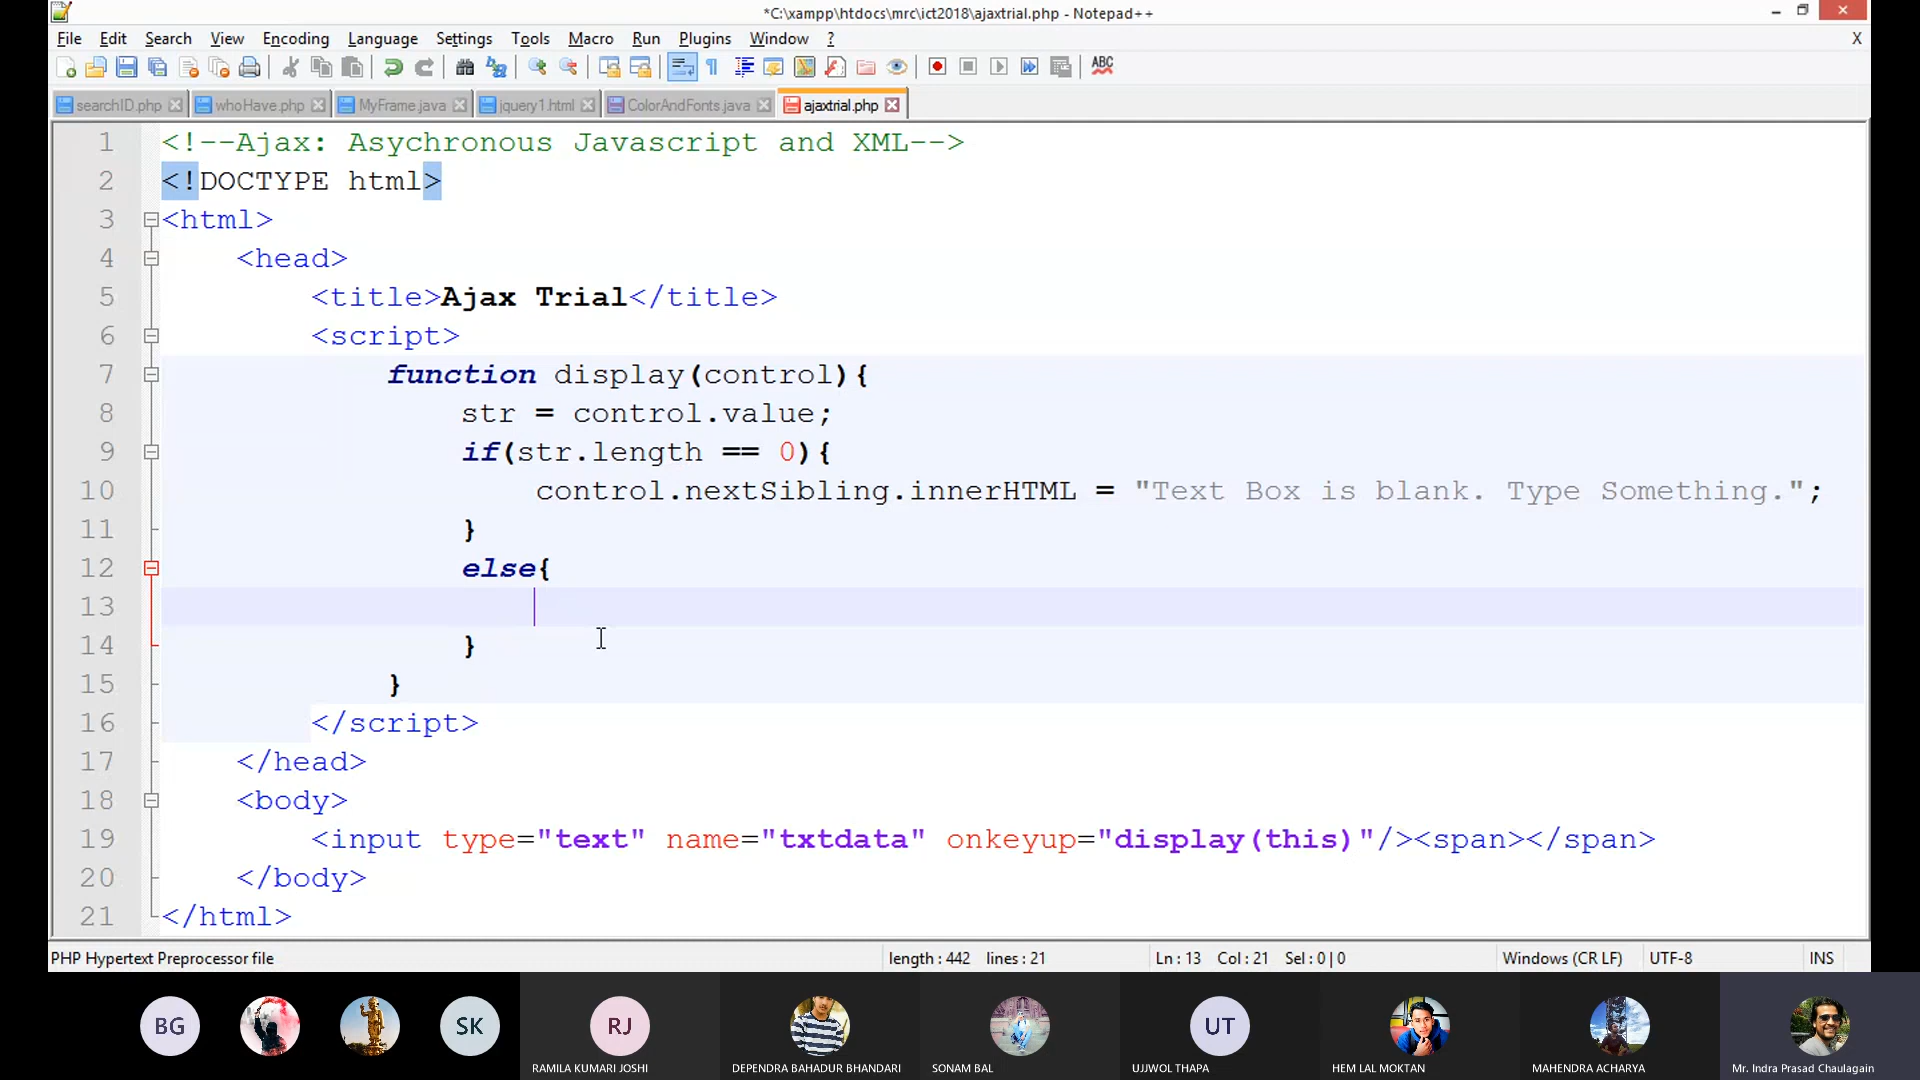 *C:\xampp\htdocs\mrc\ict2018\ajaxtrial.php - Notepad++
File Edit Search View Encoding Language Settings Tools Macro Run Plugins Window ? X
ABC
searchID.php whoHave.php MyFrame.java jquery1.html ColorAndFonts.java ajaxtrial.php
1 <!--Ajax: Asychronous Javascript and XML-->
2 <!DOCTYPE html>
3 <html>
4 <head>
5 <title>Ajax Trial</title>
6 <script>
7 function display(control){
8 str = control.value;
9 if(str.length == 0){
10 control.nextSibling.innerHTML = "Text Box is blank. Type Something.";
11 }
12 else{
13
14 }
15 }
16 </script>
17 </head>
18 <body>
19 <input type="text" name="txtdata" onkeyup="display(this)"/><span></span>
20 </body>
21 </html>
PHP Hypertext Preprocessor file length : 442 lines : 21 Ln : 13 Col : 21 Sel : 0 | 0 Windows (CR LF) UTF-8 INS
BG SK RJ UT
RAMILA KUMARI JOSHI DEPENDRA BAHADUR BHANDARI SONAM BAL UJJWOL THAPA HEM LAL MOKTAN MAHENDRA ACHARYA Mr. Indra Prasad Chaulagain